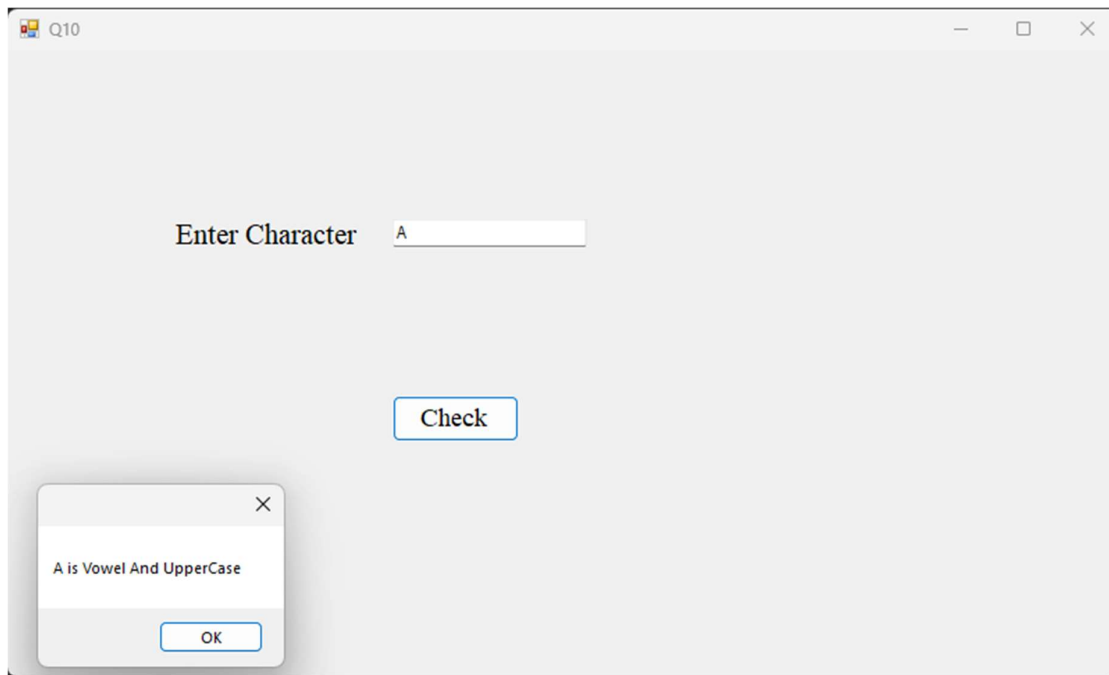 Q10
Enter Character A
Check
A is Vowel And UpperCase
OK